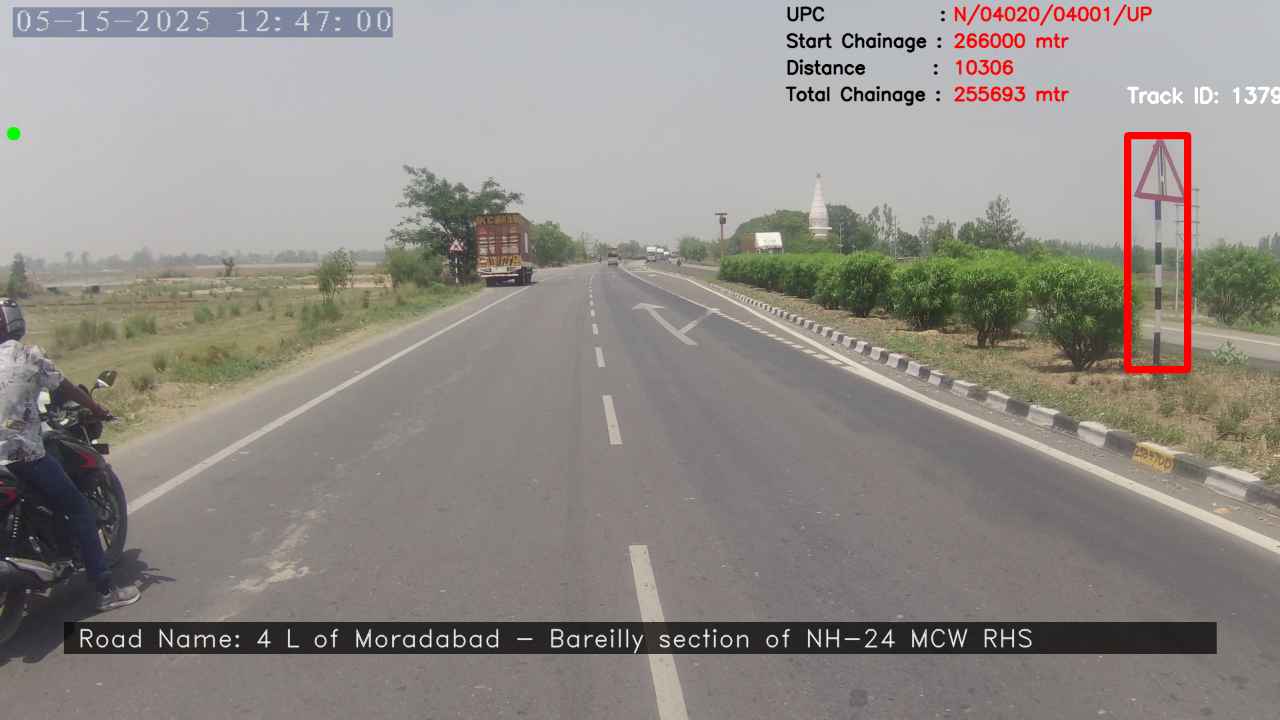 05-15-2025 12:47:00
UPC : N/04020/04001/UP
Start Chainage : 266000 mtr
Distance : 10306
Total Chainage : 255693 mtr
Track ID: 1379
Road Name: 4 L of Moradabad - Bareilly section of NH-24 MCW RHS